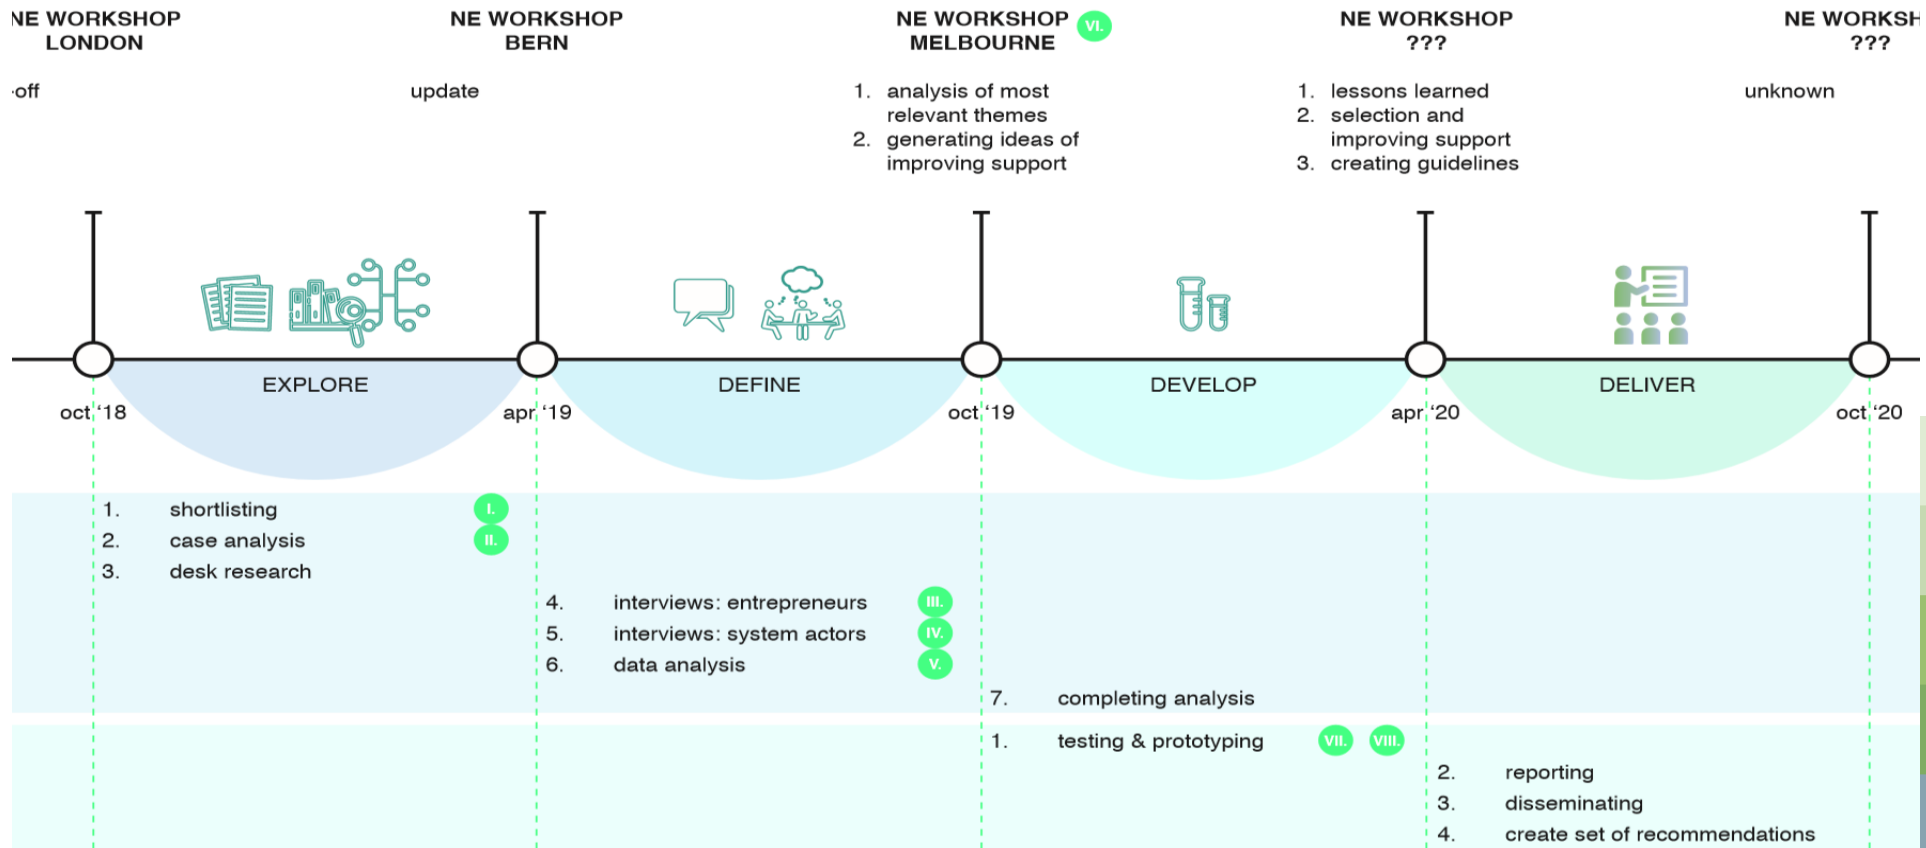 NE WORKSHOP
LONDON
-off
NE WORKSHOP
BERN
update
NE WORKSHOP
MELBOURNE
VI.
1. analysis of most
relevant themes
2. generating ideas of
improving support
NE WORKSHOP
???
1. lessons learned
2. selection and
improving support
3. creating guidelines
NE WORKSH
???
unknown
EXPLORE
DEFINE
DEVELOP
DELIVER
oct ‘18
apr ‘19
oct ‘19
apr ‘20
oct ‘20
1. shortlisting I.
2. case analysis II.
3. desk research
4. interviews: entrepreneurs III.
5. interviews: system actors IV.
6. data analysis V.
7. completing analysis
1. testing & prototyping VII. VIII.
2. reporting
3. disseminating
4. create set of recommendations